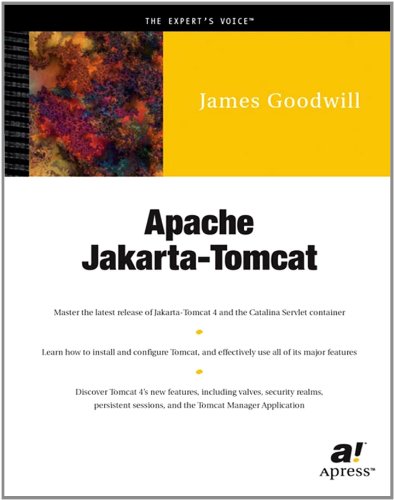 THE EXPERT'S VOICE™
James Goodwill
Apache
Jakarta-Tomcat
Master the latest release of Jakarta-Tomcat 4 and the Catalina Servlet container
Learn how to install and configure Tomcat, and effectively use all of its major features
Discover Tomcat 4's new features, including valves, security realms,
persistent sessions, and the Tomcat Manager Application
a!™
Apress™